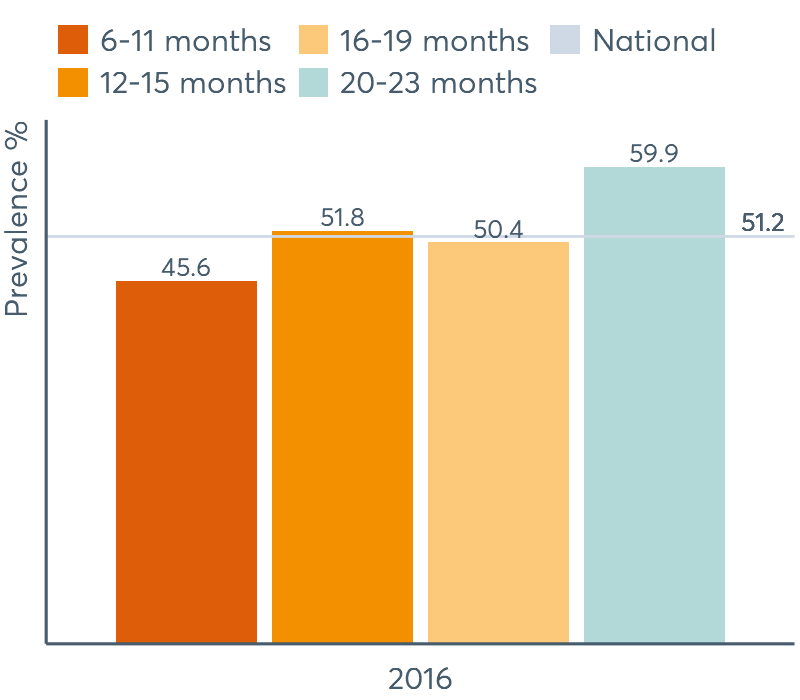 6-11 months 16-19 months National
12-15 months 20-23 months
Prevalence %
59.9
51.8
51.2
50.4
45.6
2016